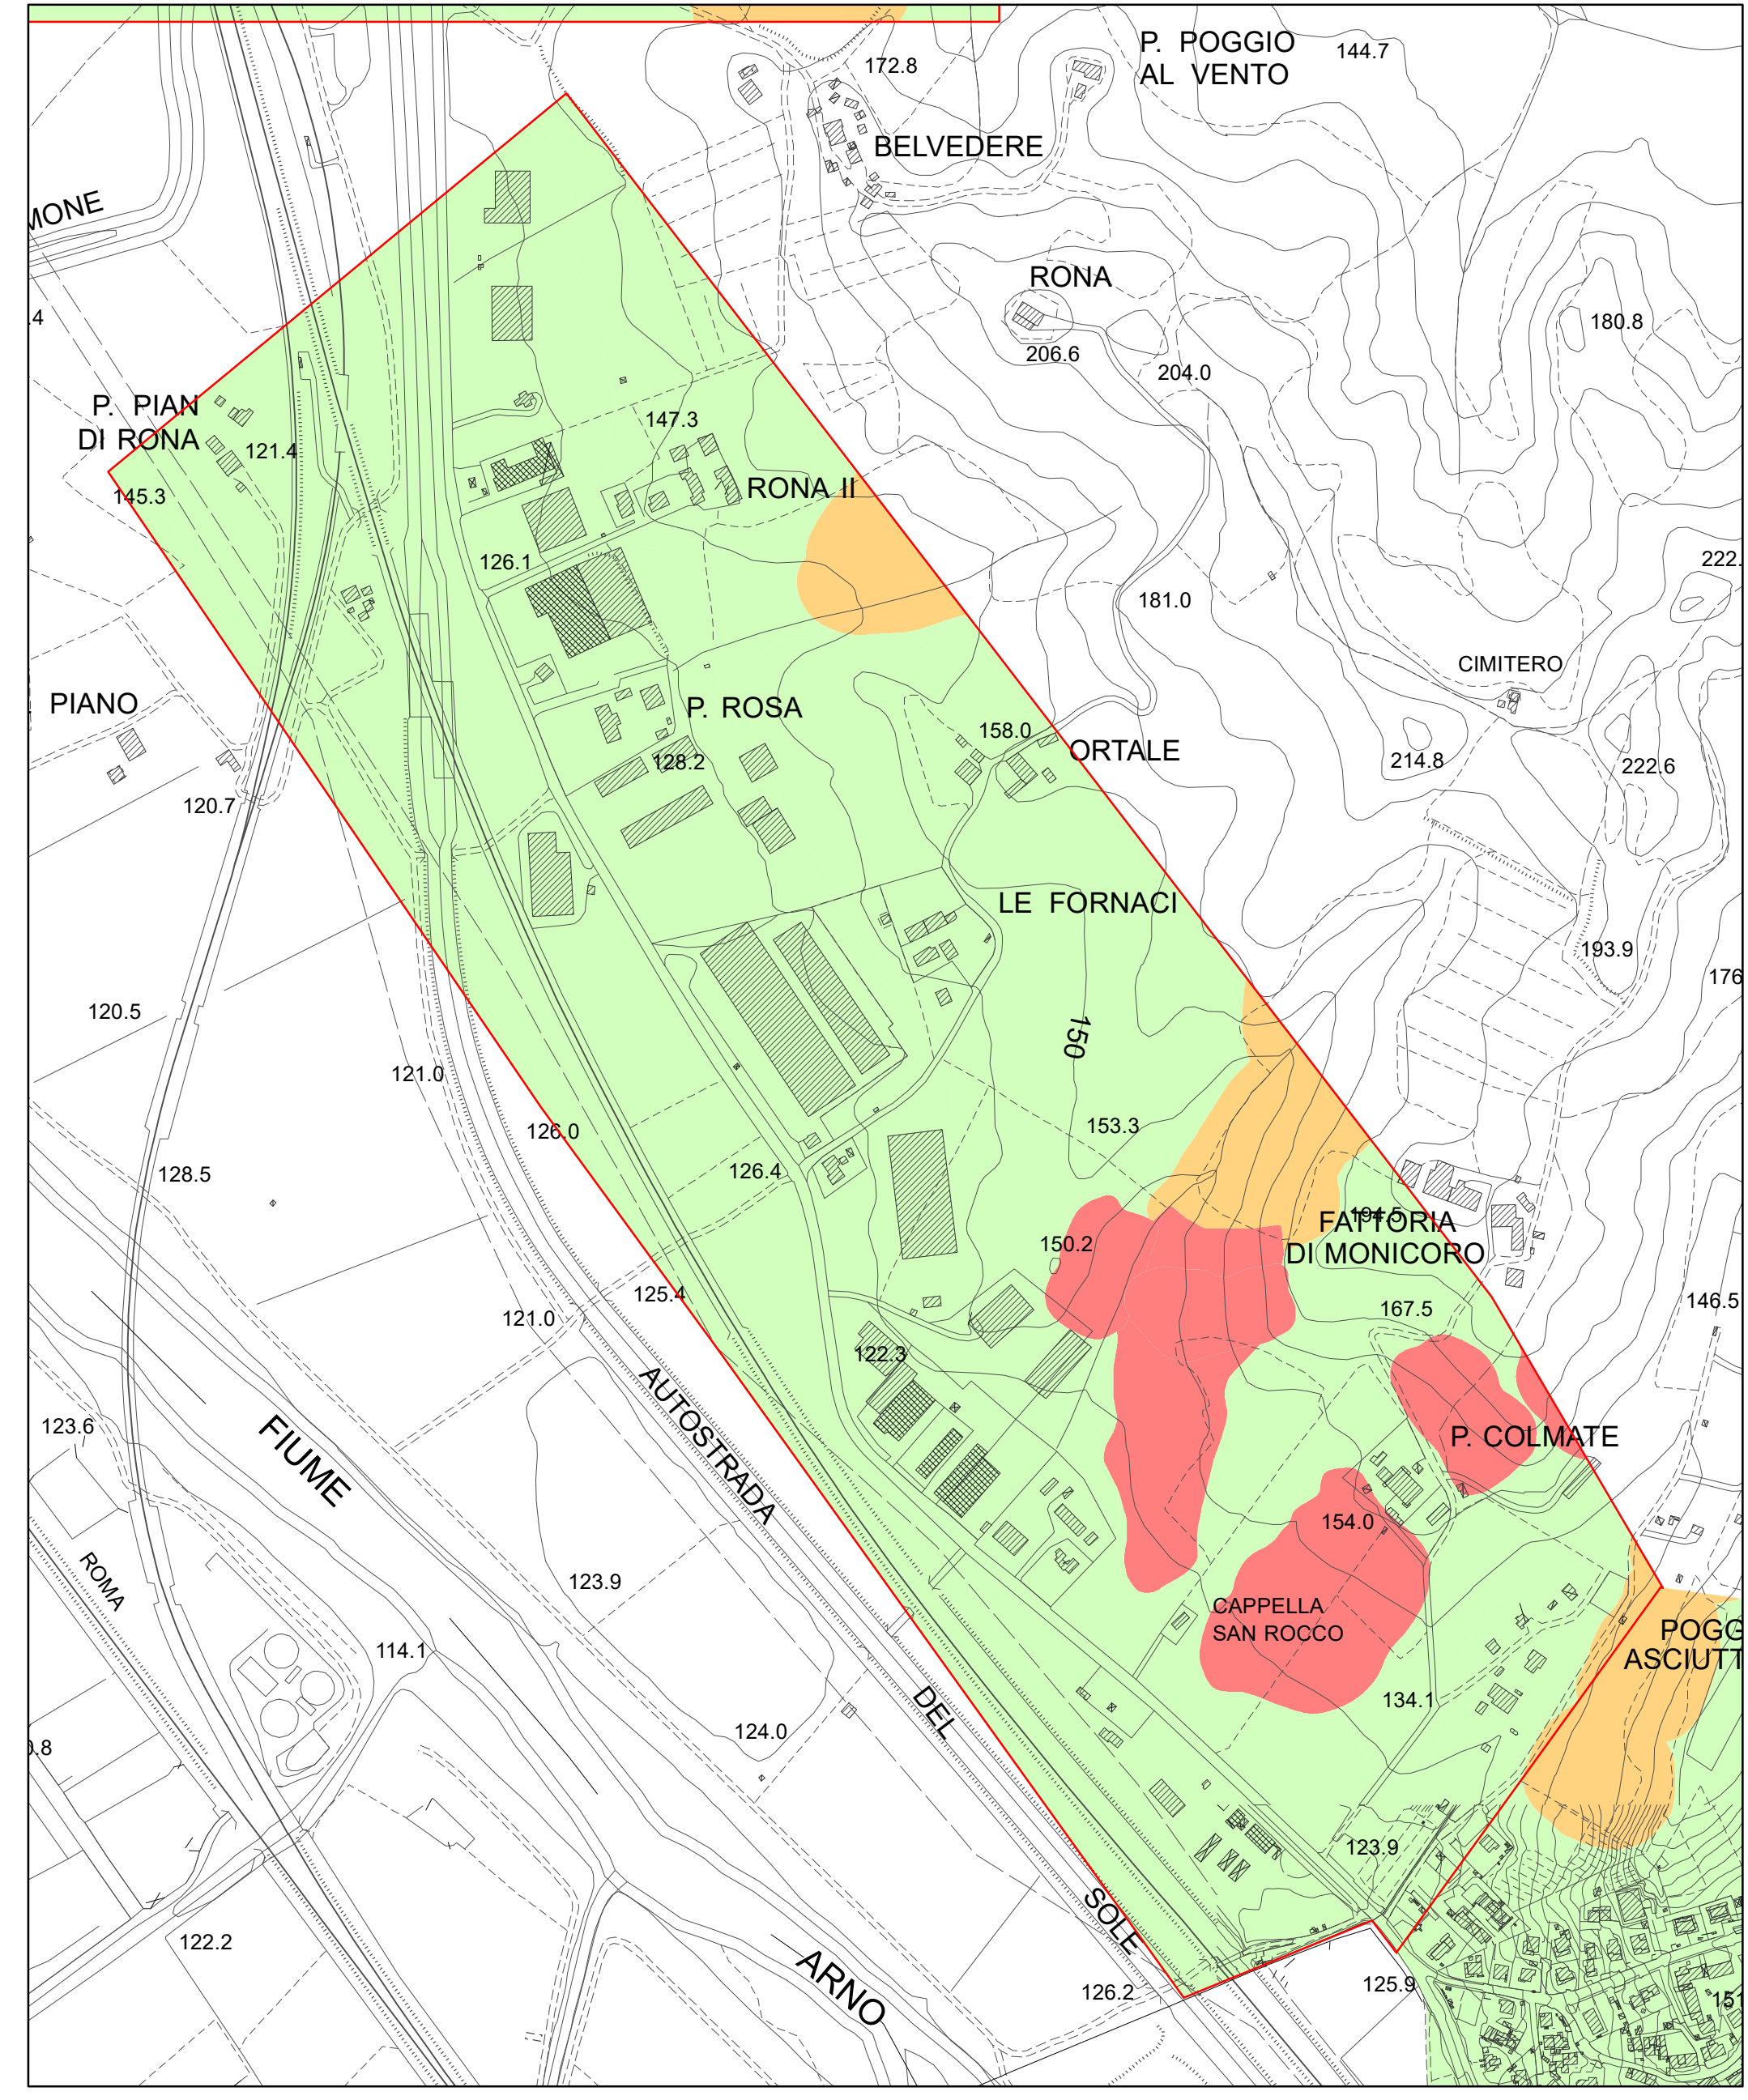 P. POGGIO
AL VENTO
144.7
172.8
BELVEDERE
MONE
RONA
206.6
204.0
180.8
.4
P. PIAN
DI RONA
121.4
145.3
147.3
RONA II
126.1
222.
181.0
CIMITERO
PIANO
P. ROSA
128.2
158.0
ORTALE
214.8
222.6
120.7
LE FORNACI
193.9
176
120.5
150
121.0
126.0
153.3
126.4
128.5
194.5
FATTORIA
DI MONICORO
150.2
125.4
121.0
167.5
146.5
122.3
AUTOSTRADA
123.6
FIUME
P. COLMATE
154.0
ROMA
123.9
CAPPELLA
SAN ROCCO
POGG
ASCIUTT
114.1
134.1
DEL
124.0
.8
123.9
SOLE
122.2
ARNO
126.2
125.9
151